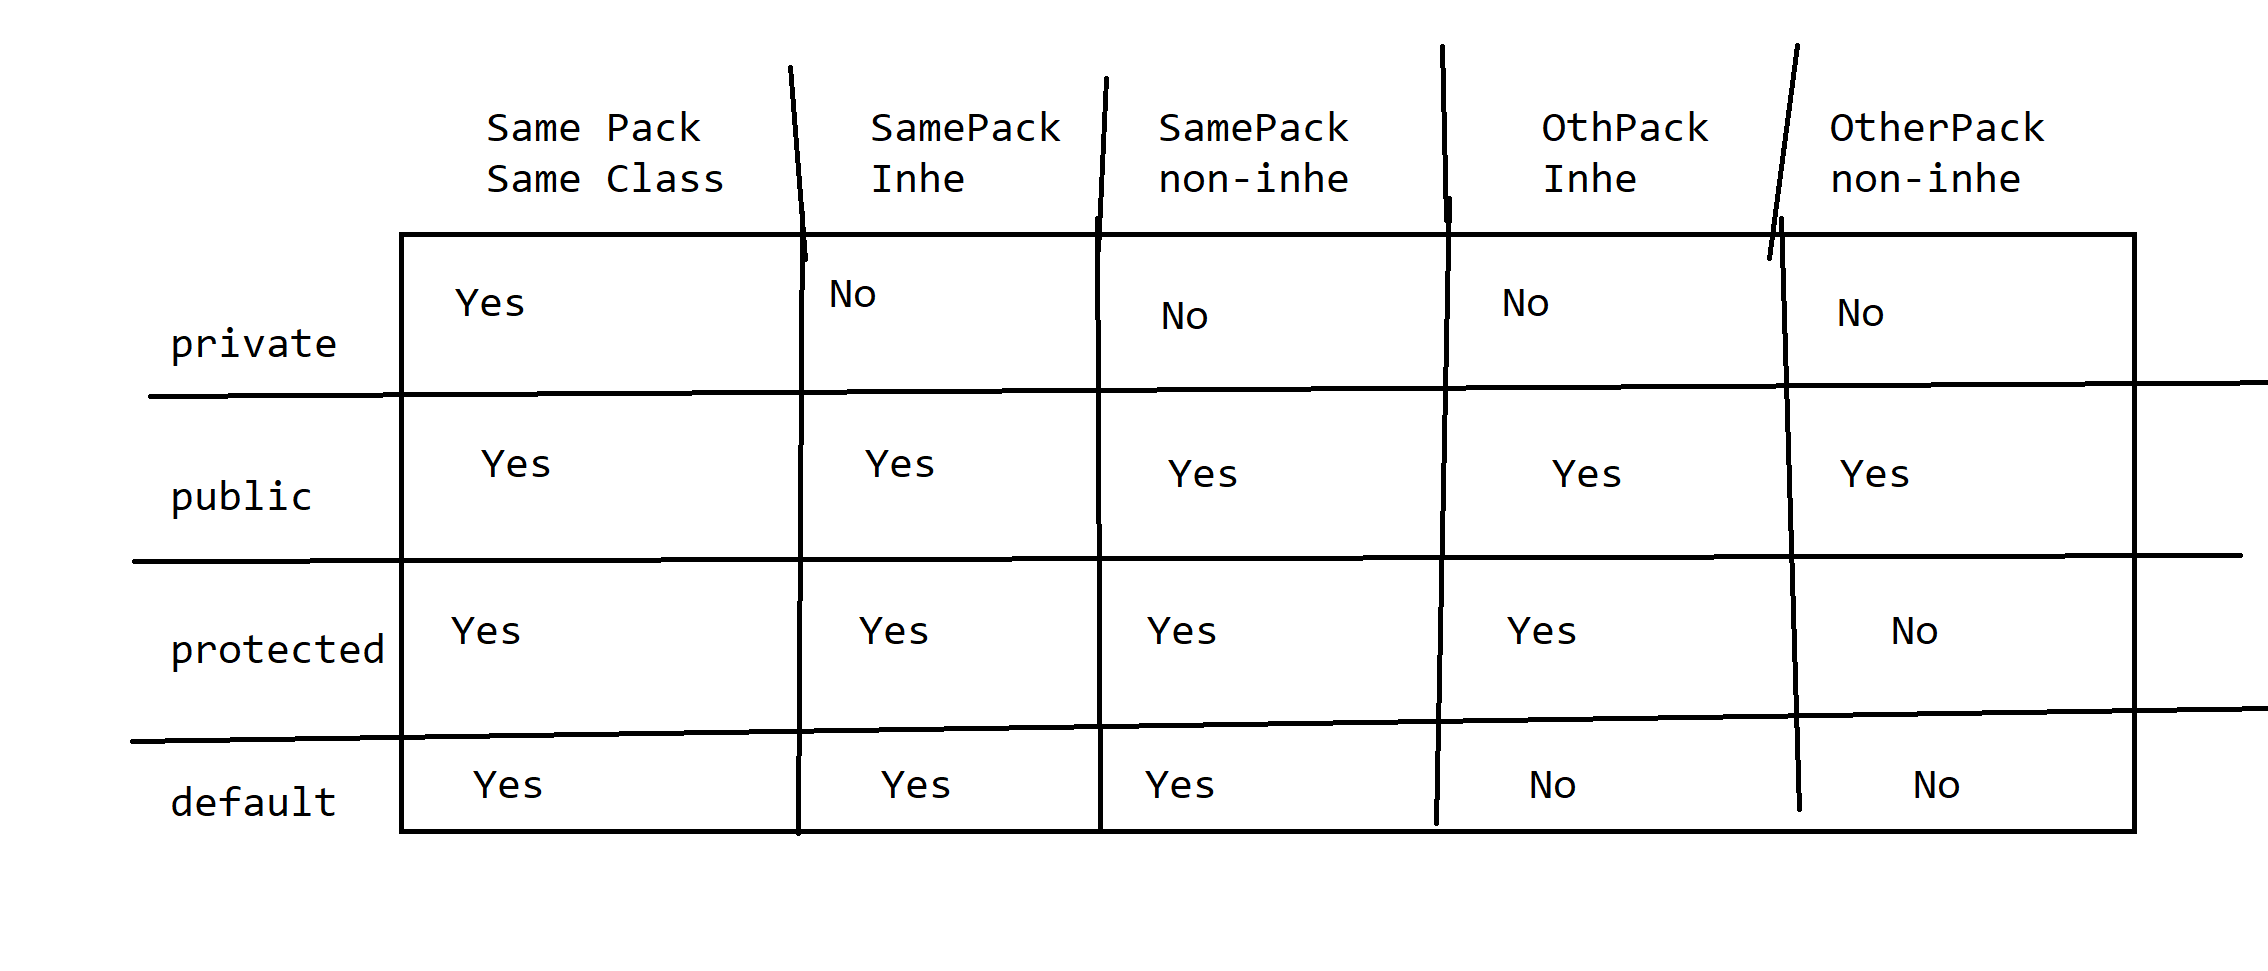 Same Pack SamePack SamePack OthPack OtherPack
Same Class Inhe non-inhe Inhe non-inhe
Yes No No No No
private
Yes Yes Yes Yes Yes
public
Yes Yes Yes Yes No
protected
Yes Yes Yes No No
default